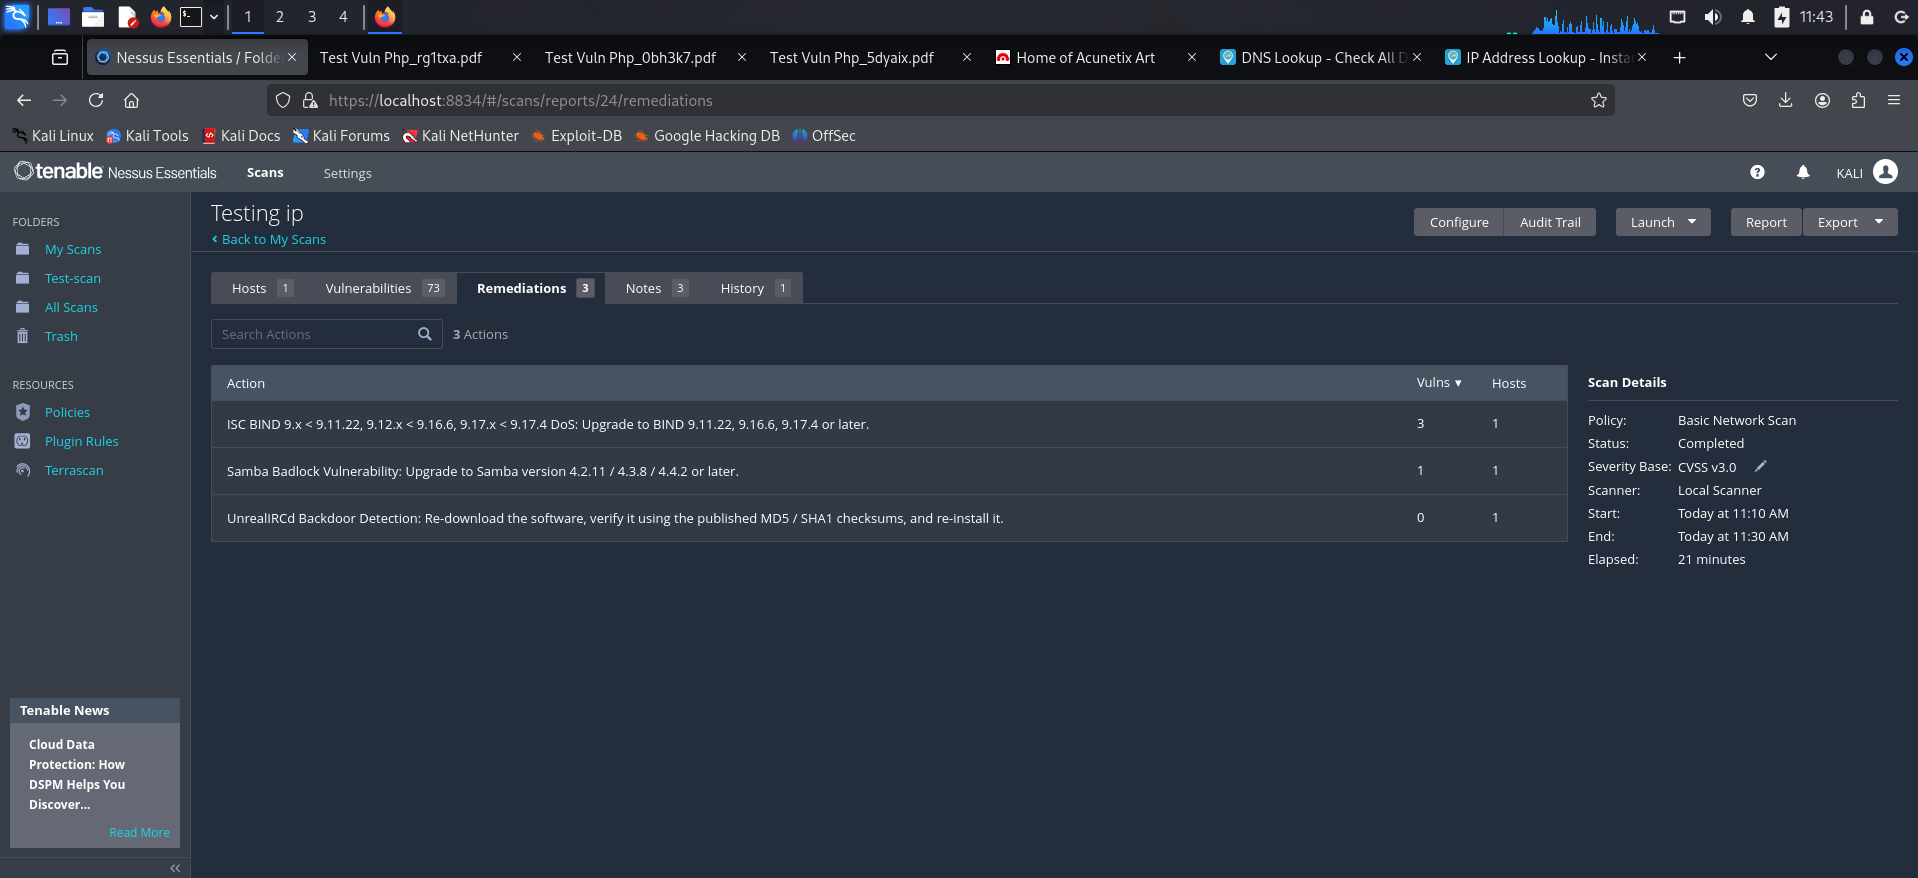 1 2 3 4 11:43
Nessus Essentials / Folde
Test Vuln Php_rg1txa.pdf
Test Vuln Php_0bh3k7.pdf
Test Vuln Php_5dyaix.pdf
Home of Acunetix Art
DNS Lookup - Check All D
IP Address Lookup - Insta
https://localhost:8834/#/scans/reports/24/remediations
Kali Linux Kali Tools Kali Docs Kali Forums Kali NetHunter Exploit-DB Google Hacking DB OffSec
tenable Nessus Essentials Scans Settings KALI
FOLDERS
My Scans
Test-scan
All Scans
Trash
RESOURCES
Policies
Plugin Rules
Terrascan
Tenable News
Cloud Data
Protection: How
DSPM Helps You
Discover...
Read More
Testing ip
Back to My Scans
Configure Audit Trail Launch Report Export
Hosts 1 Vulnerabilities 73 Remediations 3 Notes 3 History 1
Search Actions 3 Actions
Action Vulns Hosts
ISC BIND 9.x < 9.11.22, 9.12.x < 9.16.6, 9.17.x < 9.17.4 DoS: Upgrade to BIND 9.11.22, 9.16.6, 9.17.4 or later. 3 1
Samba Badlock Vulnerability: Upgrade to Samba version 4.2.11 / 4.3.8 / 4.4.2 or later. 1 1
UnrealIRCd Backdoor Detection: Re-download the software, verify it using the published MD5 / SHA1 checksums, and re-install it. 0 1
Scan Details
Policy: Basic Network Scan
Status: Completed
Severity Base: CVSS v3.0
Scanner: Local Scanner
Start: Today at 11:10 AM
End: Today at 11:30 AM
Elapsed: 21 minutes